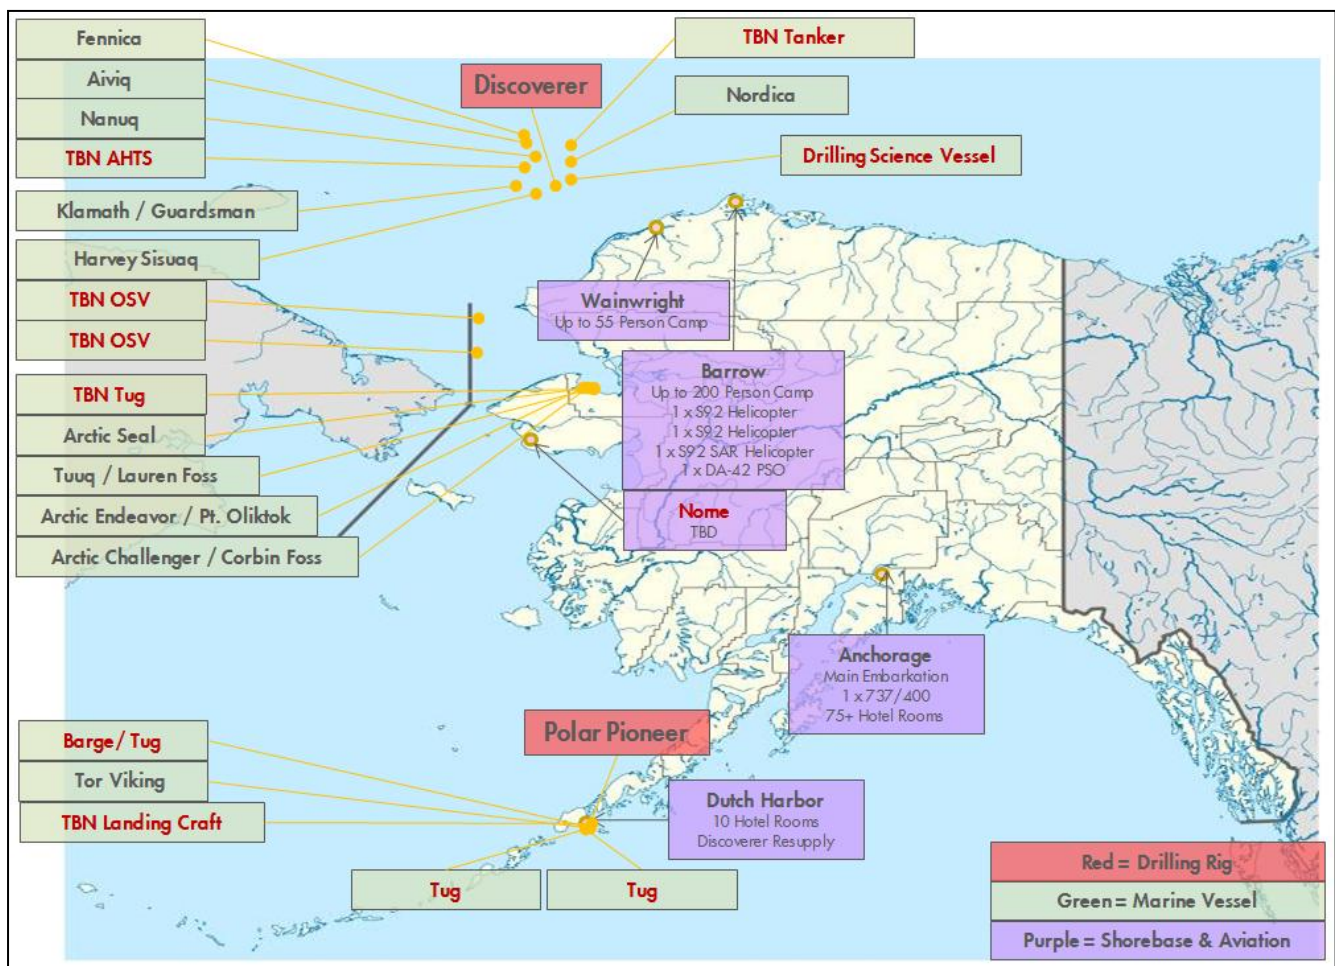 Fennica
Aiviq
Nanuq
TBN AHTS
Klamath / Guardsman
Harvey Sisuaq
TBN OSV
TBN OSV
TBN Tug
Arctic Seal
Tuuq / Lauren Foss
Arctic Endeavor / Pt. Oliktok
Arctic Challenger / Corbin Foss
Discoverer
TBN Tanker
Nordica
Drilling Science Vessel
Wainwright
Up to 55 Person Camp
Barrow
Up to 200 Person Camp
1 x S92 Helicopter
1 x S92 Helicopter
1 x S92 SAR Helicopter
1 x DA-42 PSO
Nome
TBD
Anchorage
Main Embarkation
1 x 737/400
75+ Hotel Rooms
Polar Pioneer
Barge/ Tug
Tor Viking
TBN Landing Craft
Dutch Harbor
10 Hotel Rooms
Discoverer Resupply
Tug
Tug
Red = Drilling Rig
Green = Marine Vessel
Purple = Shorebase & Aviation